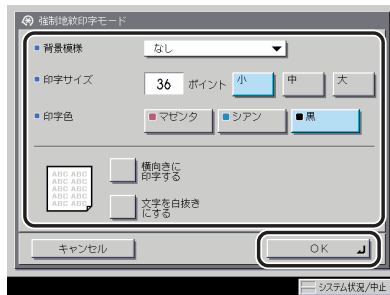 強制地紋印字モード
背景模様
なし
印字サイズ
36 ポイント 小 中 大
印字色
マゼンタ シアン 黒
ABC ABC
ABC ABC
ABC ABC
ABC ABC
ABC ABC
横向きに
印字する
文字を白抜き
にする
キャンセル
OK
システム状況/中止